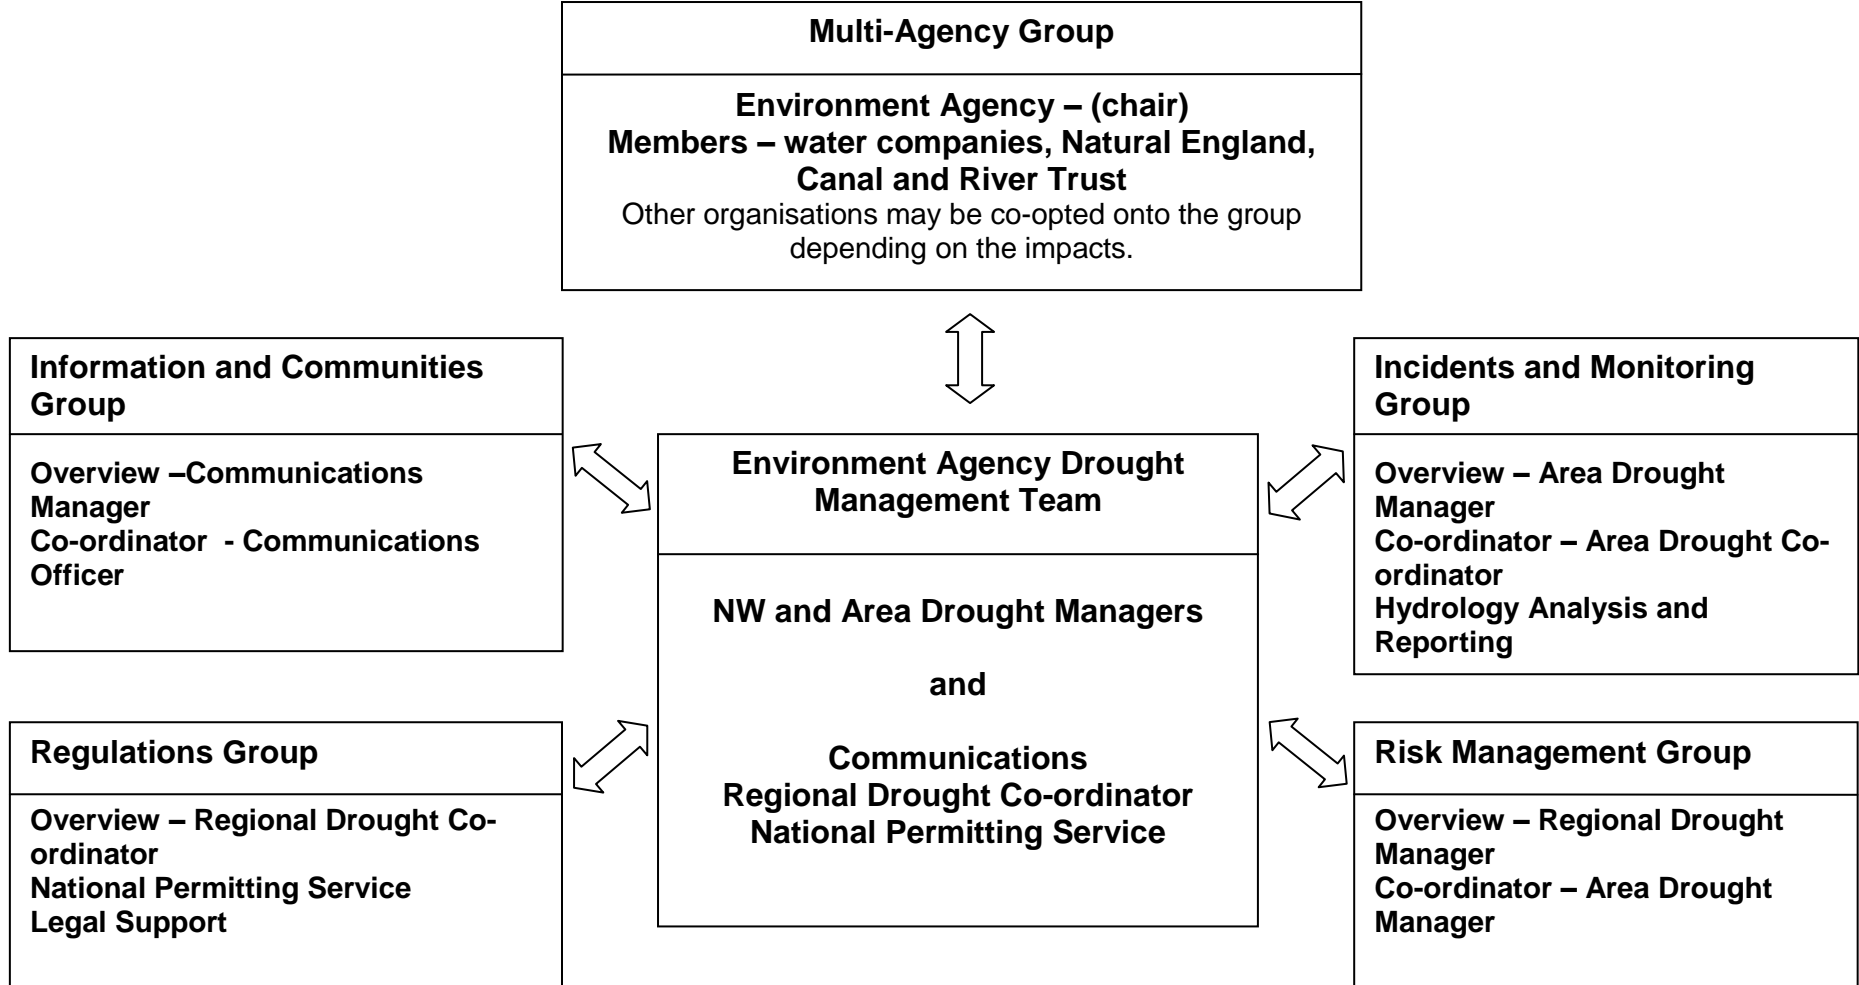 Multi-Agency Group
Environment Agency – (chair)
Members – water companies, Natural England,
Canal and River Trust
Other organisations may be co-opted onto the group
depending on the impacts.
Information and Communities
Group
Overview –Communications
Manager
Co-ordinator  - Communications
Officer
Environment Agency Drought
Management Team
NW and Area Drought Managers
and
Communications
Regional Drought Co-ordinator
National Permitting Service
Incidents and Monitoring
Group
Overview – Area Drought
Manager
Co-ordinator – Area Drought Co-
ordinator
Hydrology Analysis and
Reporting
Regulations Group
Overview – Regional Drought Co-
ordinator
National Permitting Service
Legal Support
Risk Management Group
Overview – Regional Drought
Manager
Co-ordinator – Area Drought
Manager